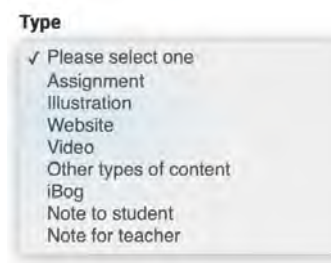 Type
✓ Please select one
Assignment
Illustration
Website
Video
Other types of content
iBog
Note to student
Note for teacher